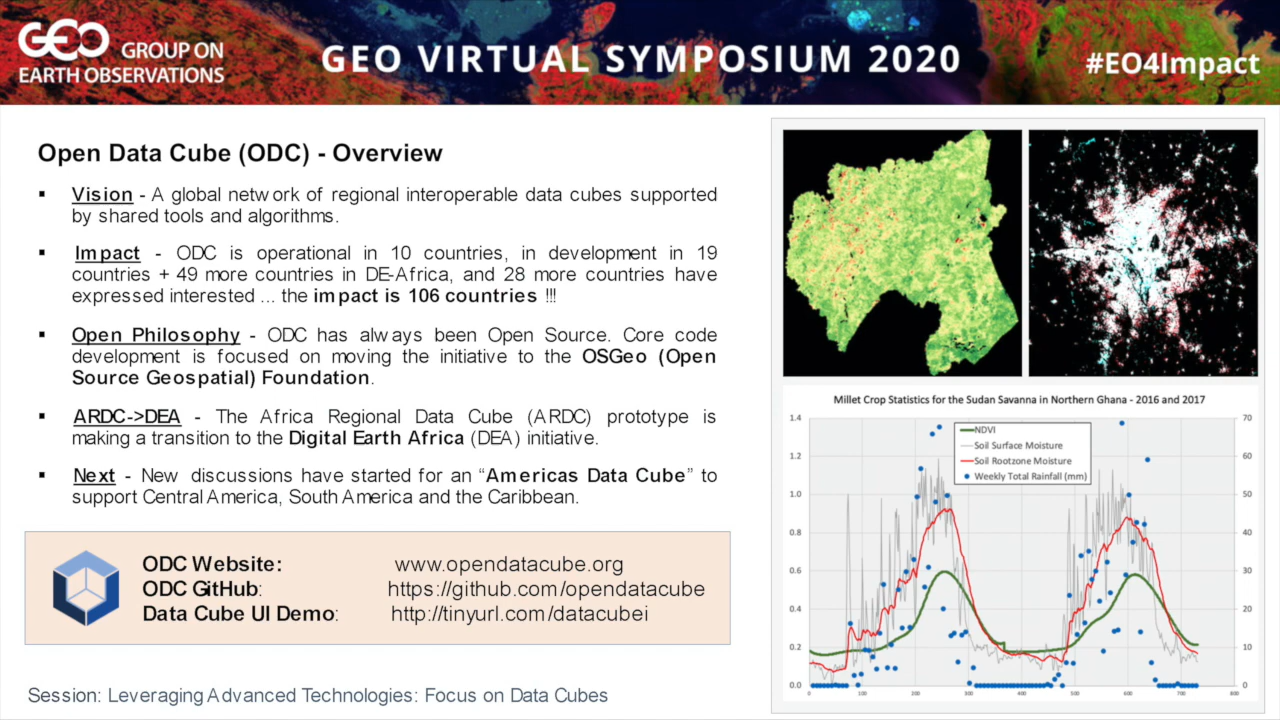 GEO GROUP ON
EARTH OBSERVATIONS
GEO VIRTUAL SYMPOSIUM 2020
#EO4Impact
Open Data Cube (ODC) - Overview
▪ Vision - A global network of regional interoperable data cubes supported
by shared tools and algorithms.
▪ Impact - ODC is operational in 10 countries, in development in 19
countries + 49 more countries in DE-Africa, and 28 more countries have
expressed interested ... the impact is 106 countries !!!
▪ Open Philosophy - ODC has always been Open Source. Core code
development is focused on moving the initiative to the OSGeo (Open
Source Geospatial) Foundation.
▪ ARDC->DEA - The Africa Regional Data Cube (ARDC) prototype is
making a transition to the Digital Earth Africa (DEA) initiative.
▪ Next - New discussions have started for an “Americas Data Cube” to
support Central America, South America and the Caribbean.
ODC Website: www.opendatacube.org
ODC GitHub: https://github.com/opendatacube
Data Cube UI Demo: http://tinyurl.com/datacubei
Session: Leveraging Advanced Technologies: Focus on Data Cubes
Millet Crop Statistics for the Sudan Savanna in Northern Ghana - 2016 and 2017
NDVI
Soil Surface Moisture
Soil Rootzone Moisture
Weekly Total Rainfall (mm)
1.4
1.2
1.0
0.8
0.6
0.4
0.2
0.0
70
60
50
40
30
20
10
0
0 100 200 300 400 500 600 700 800